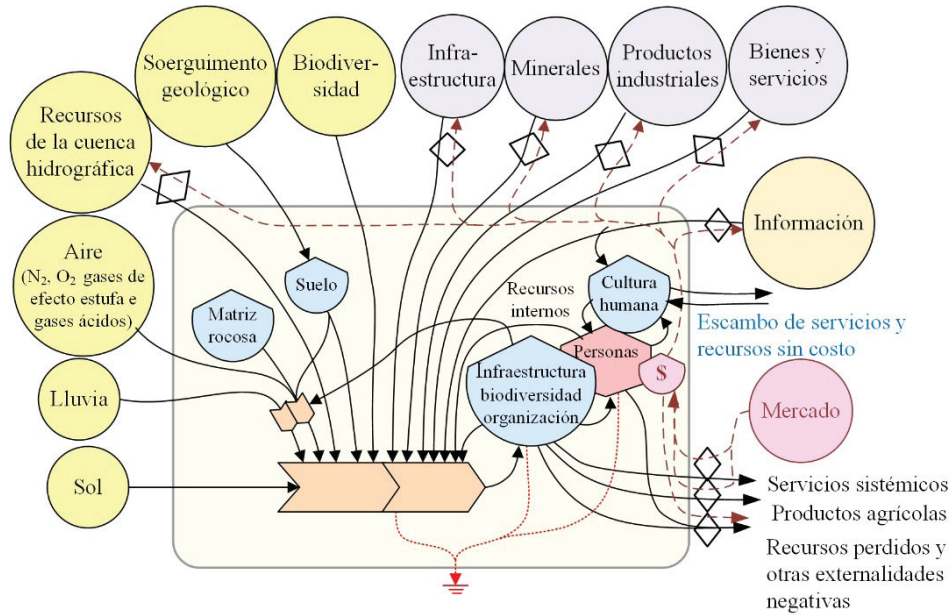 Soerguimento
geológico
Biodiver-
sidad
Infra-
estructura
Minerales
Productos
industriales
Bienes y
servicios
Recursos
de la cuenca
hidrográfica
Información
Aire
(N₂, O₂ gases de
efecto estufa e
gases ácidos)
Suelo
Matriz
rocosa
Recursos
internos
Cultura
humana
Escambo de servicios y
recursos sin costo
Personas
$
Infraestructura
biodiversidad
organización
Lluvia
Mercado
Sol
Servicios sistémicos
Productos agrícolas
Recursos perdidos y
otras externalidades
negativas